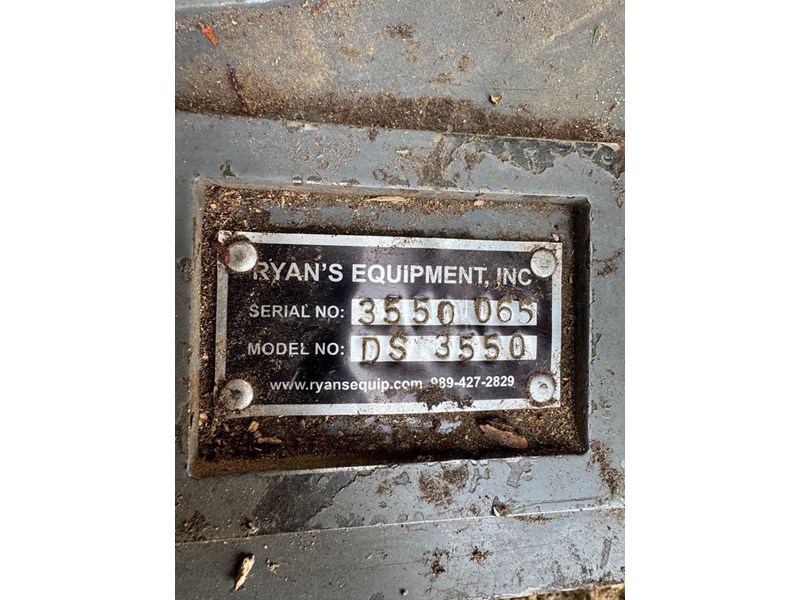 RYAN'S EQUIPMENT, INC
SERIAL NO: 3550 065
MODEL NO: DS 3550
www.ryansequip.com 989-427-2829